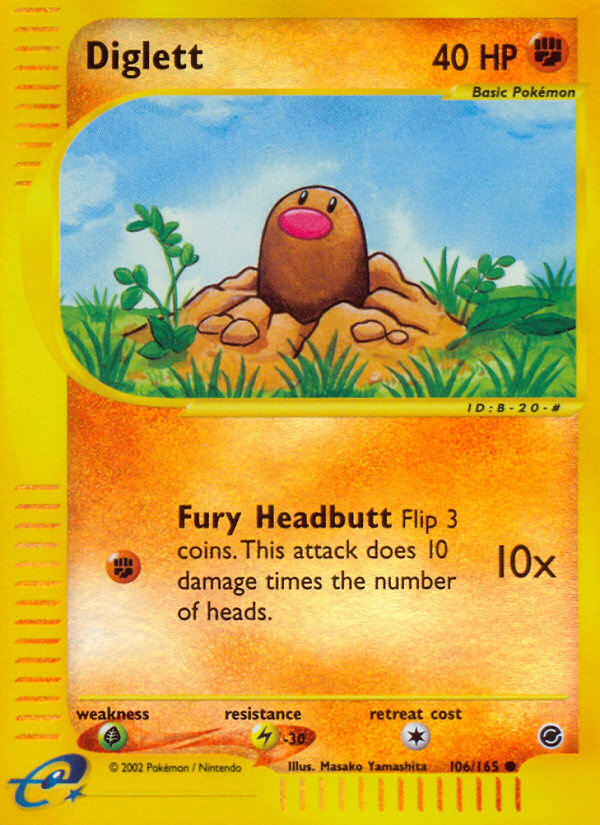 Diglett 40 HP
Basic Pokémon
ID:B-20-#
Fury Headbutt Flip 3
coins. This attack does 10
damage times the number
of heads.
10x
weakness resistance retreat cost
-30
© 2002 Pokémon / Nintendo Illus. Masako Yamashita 106/165
e